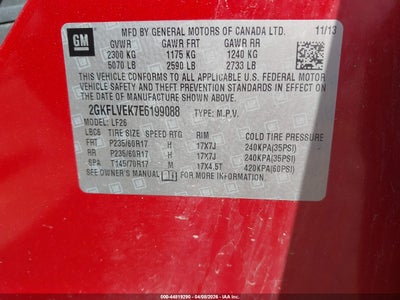 GM MFD BY GENERAL MOTORS OF CANADA LTD. 11/13
GVWR GAWR FRT GAWR RR
2300 KG 1175 KG 1240 KG
5070 LB 2590 LB 2733 LB
THIS VEHICLE CONFORMS TO ALL APPLICABLE U.S. FEDERAL MOTOR
VEHICLE SAFETY, AND THEFT PREVENTION STANDARDS IN EFFECT
ON THE DATE OF MANUFACTURE SHOWN ABOVE.
2GKFLVEK7E6199088 TYPE: M.P.V.
MODEL: LF26
LBC6 TIRE SIZE SPD RTG RIM COLD TIRE PRESSURE
FRT P235/60R17 H 17X7J 240KPA(35PSI)
RR P235/60R17 H 17X7J 240KPA(35PSI)
SPA T145/70R17 M 17X4.5T 420KPA(60PSI)
SEE OWNER'S MANUAL FOR MORE INFORMATION.
000-44819290 - 04/08/2026 - IAA